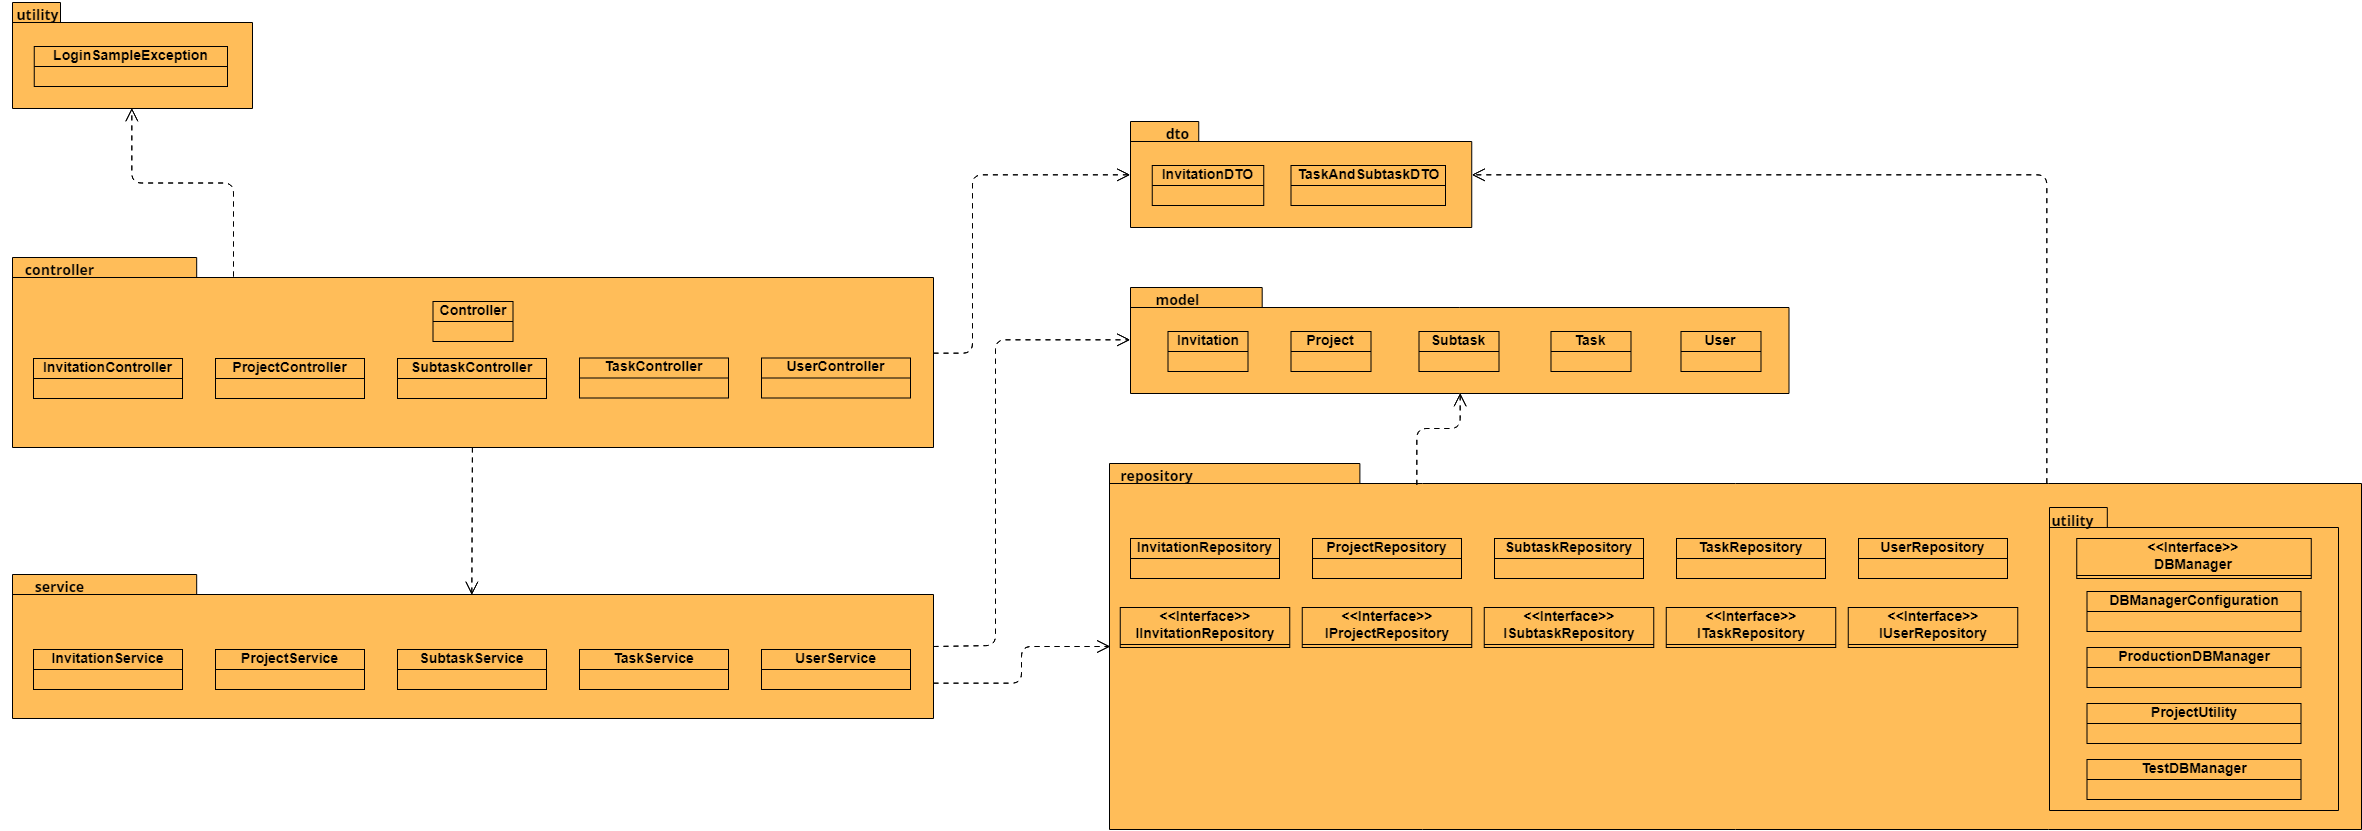 utility
LoginSampleException
dto
InvitationDTO
TaskAndSubtaskDTO
controller
Controller
InvitationController
ProjectController
SubtaskController
TaskController
UserController
model
Invitation
Project
Subtask
Task
User
service
InvitationService
ProjectService
SubtaskService
TaskService
UserService
repository
InvitationRepository
ProjectRepository
SubtaskRepository
TaskRepository
UserRepository
<<Interface>>
IInvitationRepository
<<Interface>>
IProjectRepository
<<Interface>>
ISubtaskRepository
<<Interface>>
ITaskRepository
<<Interface>>
IUserRepository
utility
<<Interface>>
DBManager
DBManagerConfiguration
ProductionDBManager
ProjectUtility
TestDBManager